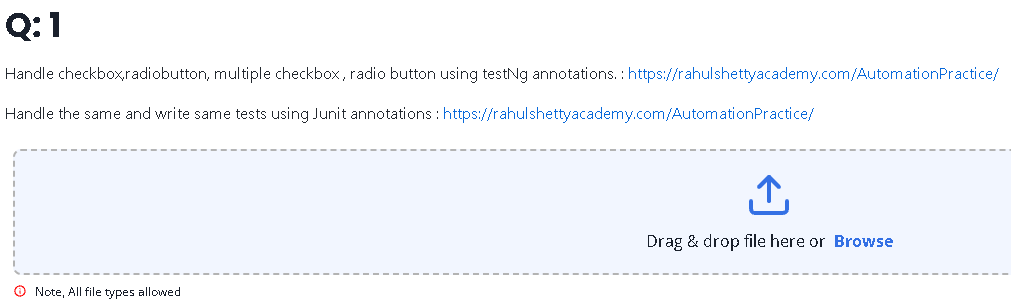 Q: 1
Handle checkbox,radiobutton, multiple checkbox , radio button using testNg annotations. : https://rahulshettyacademy.com/AutomationPractice/
Handle the same and write same tests using Junit annotations : https://rahulshettyacademy.com/AutomationPractice/
Drag & drop file here or Browse
Note, All file types allowed